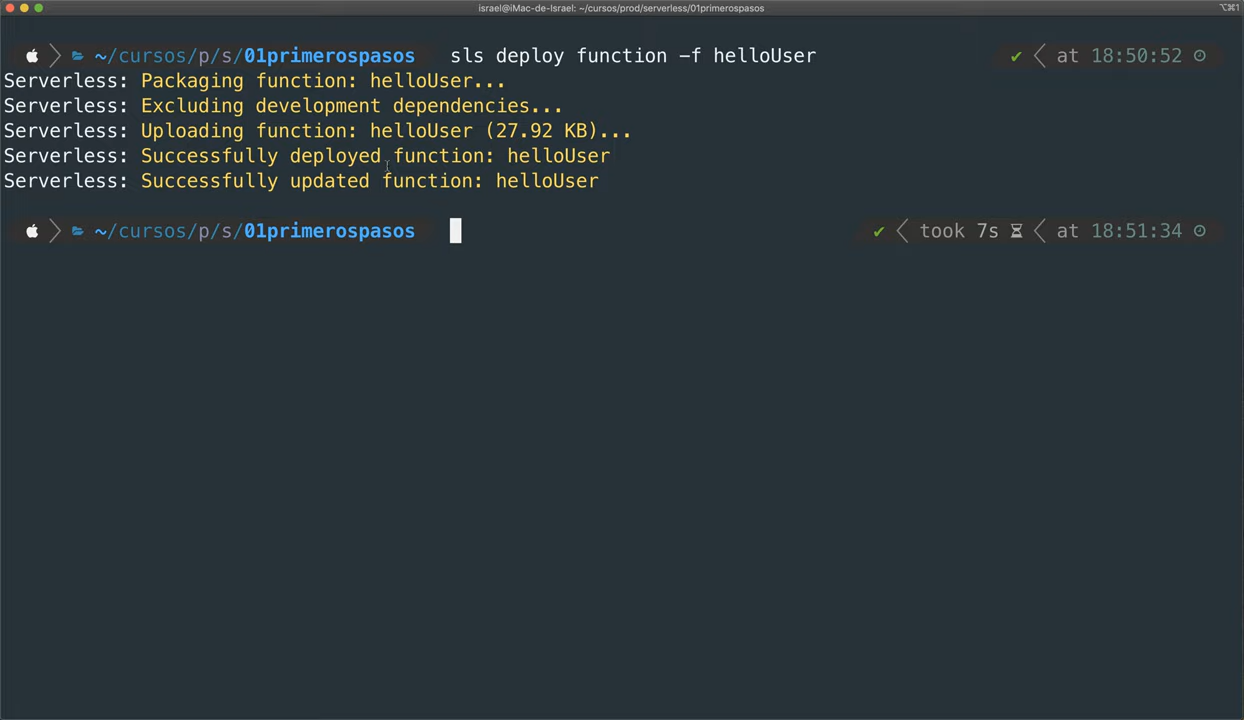 israel@iMac-de-Israel: ~/cursos/prod/serverless/01primerospasos
⌥⌘1
~/cursos/p/s/01primerospasos sls deploy function -f helloUser ✔ at 18:50:52
Serverless: Packaging function: helloUser...
Serverless: Excluding development dependencies...
Serverless: Uploading function: helloUser (27.92 KB)...
Serverless: Successfully deployed function: helloUser
Serverless: Successfully updated function: helloUser
~/cursos/p/s/01primerospasos ✔ took 7s at 18:51:34